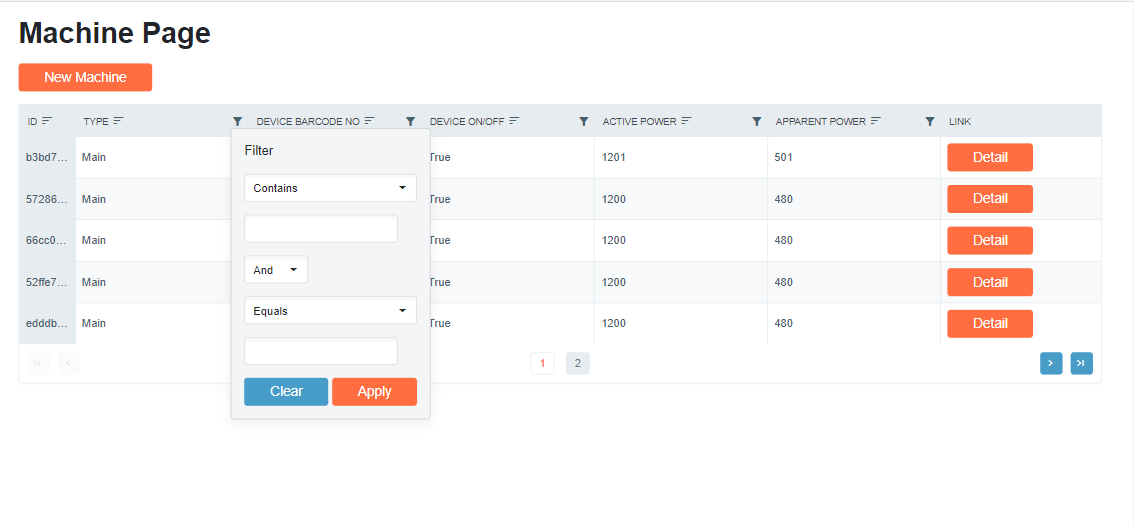 Machine Page
New Machine
ID TYPE DEVICE BARCODE NO DEVICE ON/OFF ACTIVE POWER APPARENT POWER LINK
b3bd7... Main True 1201 501 Detail
57286... Main True 1200 480 Detail
66cc0... Main True 1200 480 Detail
52ffe7... Main True 1200 480 Detail
edddb... Main True 1200 480 Detail
Filter
Contains
And
Equals
Clear Apply
1 2